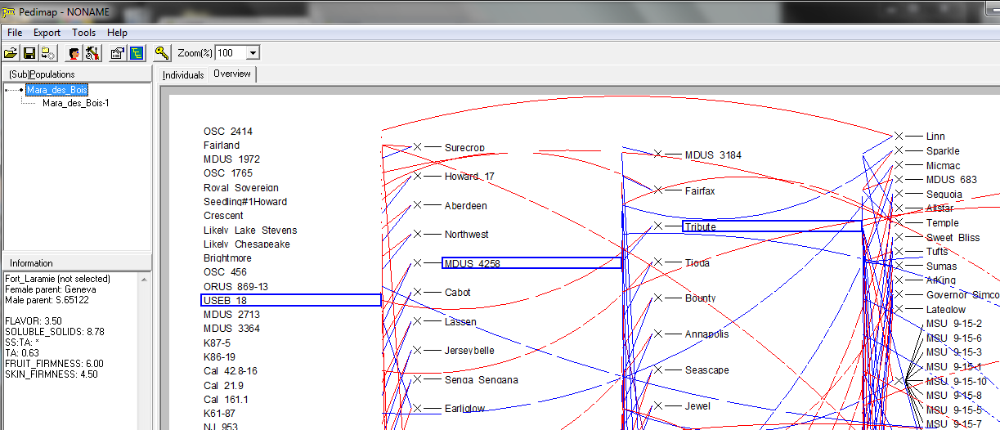 Pedimap - NONAME
File Export Tools Help
Zoom(%) 100
(Sub)Populations
Mara_des_Bois
Mara_des_Bois-1
Information
Fort_Laramie (not selected)
Female parent: Geneva
Male parent: S.65122
FLAVOR: 3.50
SOLUBLE_SOLIDS: 8.78
SS:TA: *
TA: 0.63
FRUIT_FIRMNESS: 6.00
SKIN_FIRMNESS: 4.50
Individuals Overview
OSC 2414
Fairland
MDUS 1972
OSC 1765
Royal Sovereign
Seedling#1Howard
Crescent
Likely Lake Stevens
Likely Chesapeake
Brightmore
OSC 456
ORUS 869-13
USEB 18
MDUS 2713
MDUS 3364
K87-5
K86-19
Cal 42.8-16
Cal 21.9
Cal 161.1
K61-87
NJ 953
Surecrop
Howard 17
Aberdeen
Northwest
MDUS 4258
Cabot
Lassen
Jerseybelle
Senga Sengana
Earliglow
MDUS 3184
Fairfax
Tribute
Tioga
Bounty
Annapolis
Seascape
Jewel
Linn
Sparkle
Micmac
MDUS 683
Sequoia
Allstar
Temple
Sweet Bliss
Tufts
Sumas
ArKing
Governor Simco
Lateglow
MSU 9-15-2
MSU 9-15-6
MSU 9-15-3
MSU 9-15-1
MSU 9-15-10
MSU 9-15-8
MSU 9-15-5
MSU 9-15-7